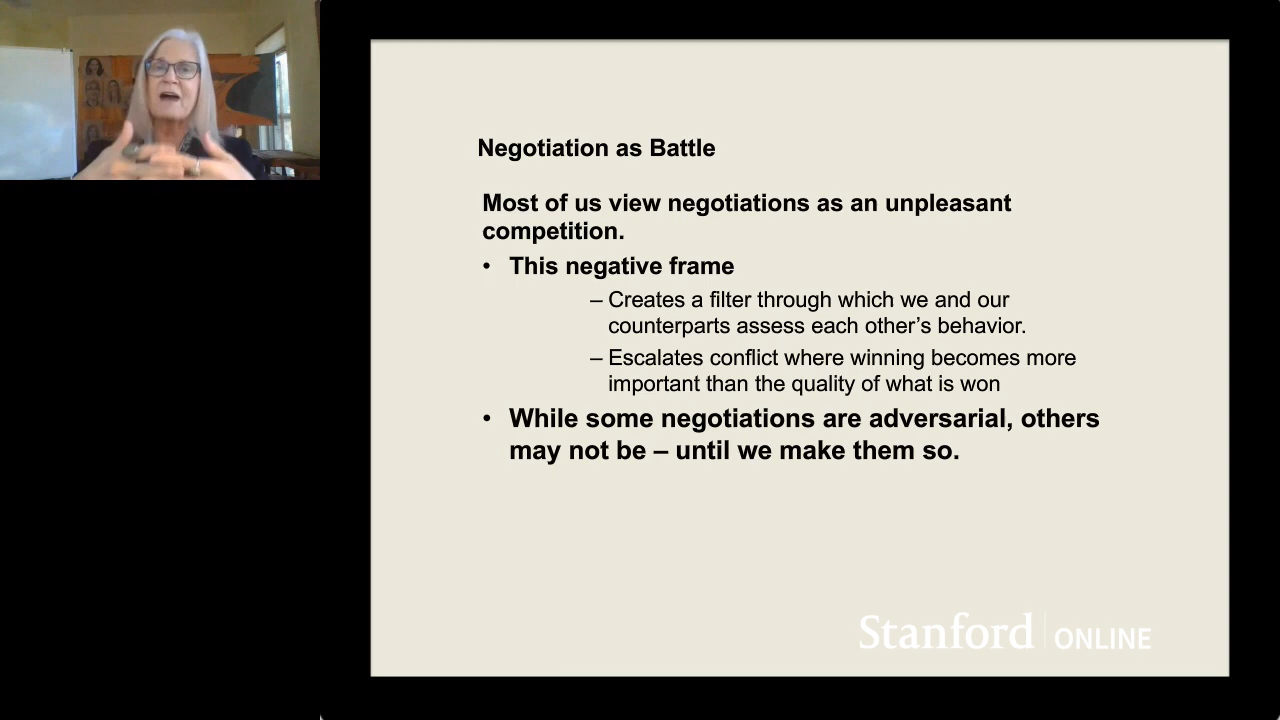 Negotiation as Battle
Most of us view negotiations as an unpleasant
competition.
• This negative frame
– Creates a filter through which we and our
counterparts assess each other’s behavior.
– Escalates conflict where winning becomes more
important than the quality of what is won
• While some negotiations are adversarial, others
may not be – until we make them so.
Stanford ONLINE